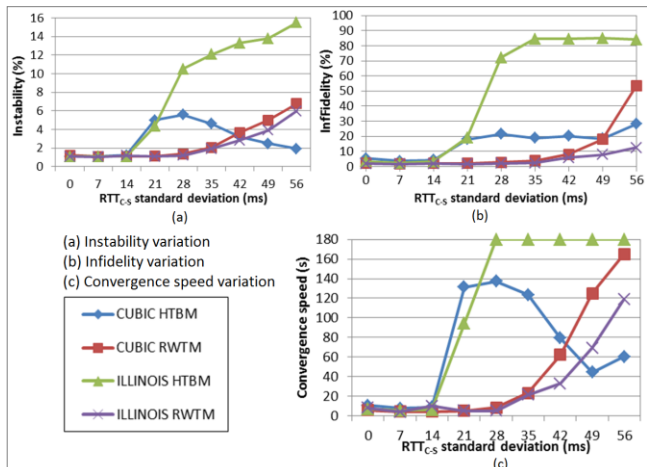 16
14
12
10
8
6
4
2
0
Instability (%)
0 7 14 21 28 35 42 49 56
RTTC-S standard deviation (ms)
(a)
100
90
80
70
60
50
40
30
20
10
0
InfFidelity (%)
0 7 14 21 28 35 42 49 56
RTTC-S standard deviation (ms)
(b)
(a) Instability variation
(b) Infidelity variation
(c) Convergence speed variation
CUBIC HTBM
CUBIC RWTM
ILLINOIS HTBM
ILLINOIS RWTM
180
160
140
120
100
80
60
40
20
0
Convergence speed (s)
0 7 14 21 28 35 42 49 56
RTTC-S standard deviation (ms)
(c)